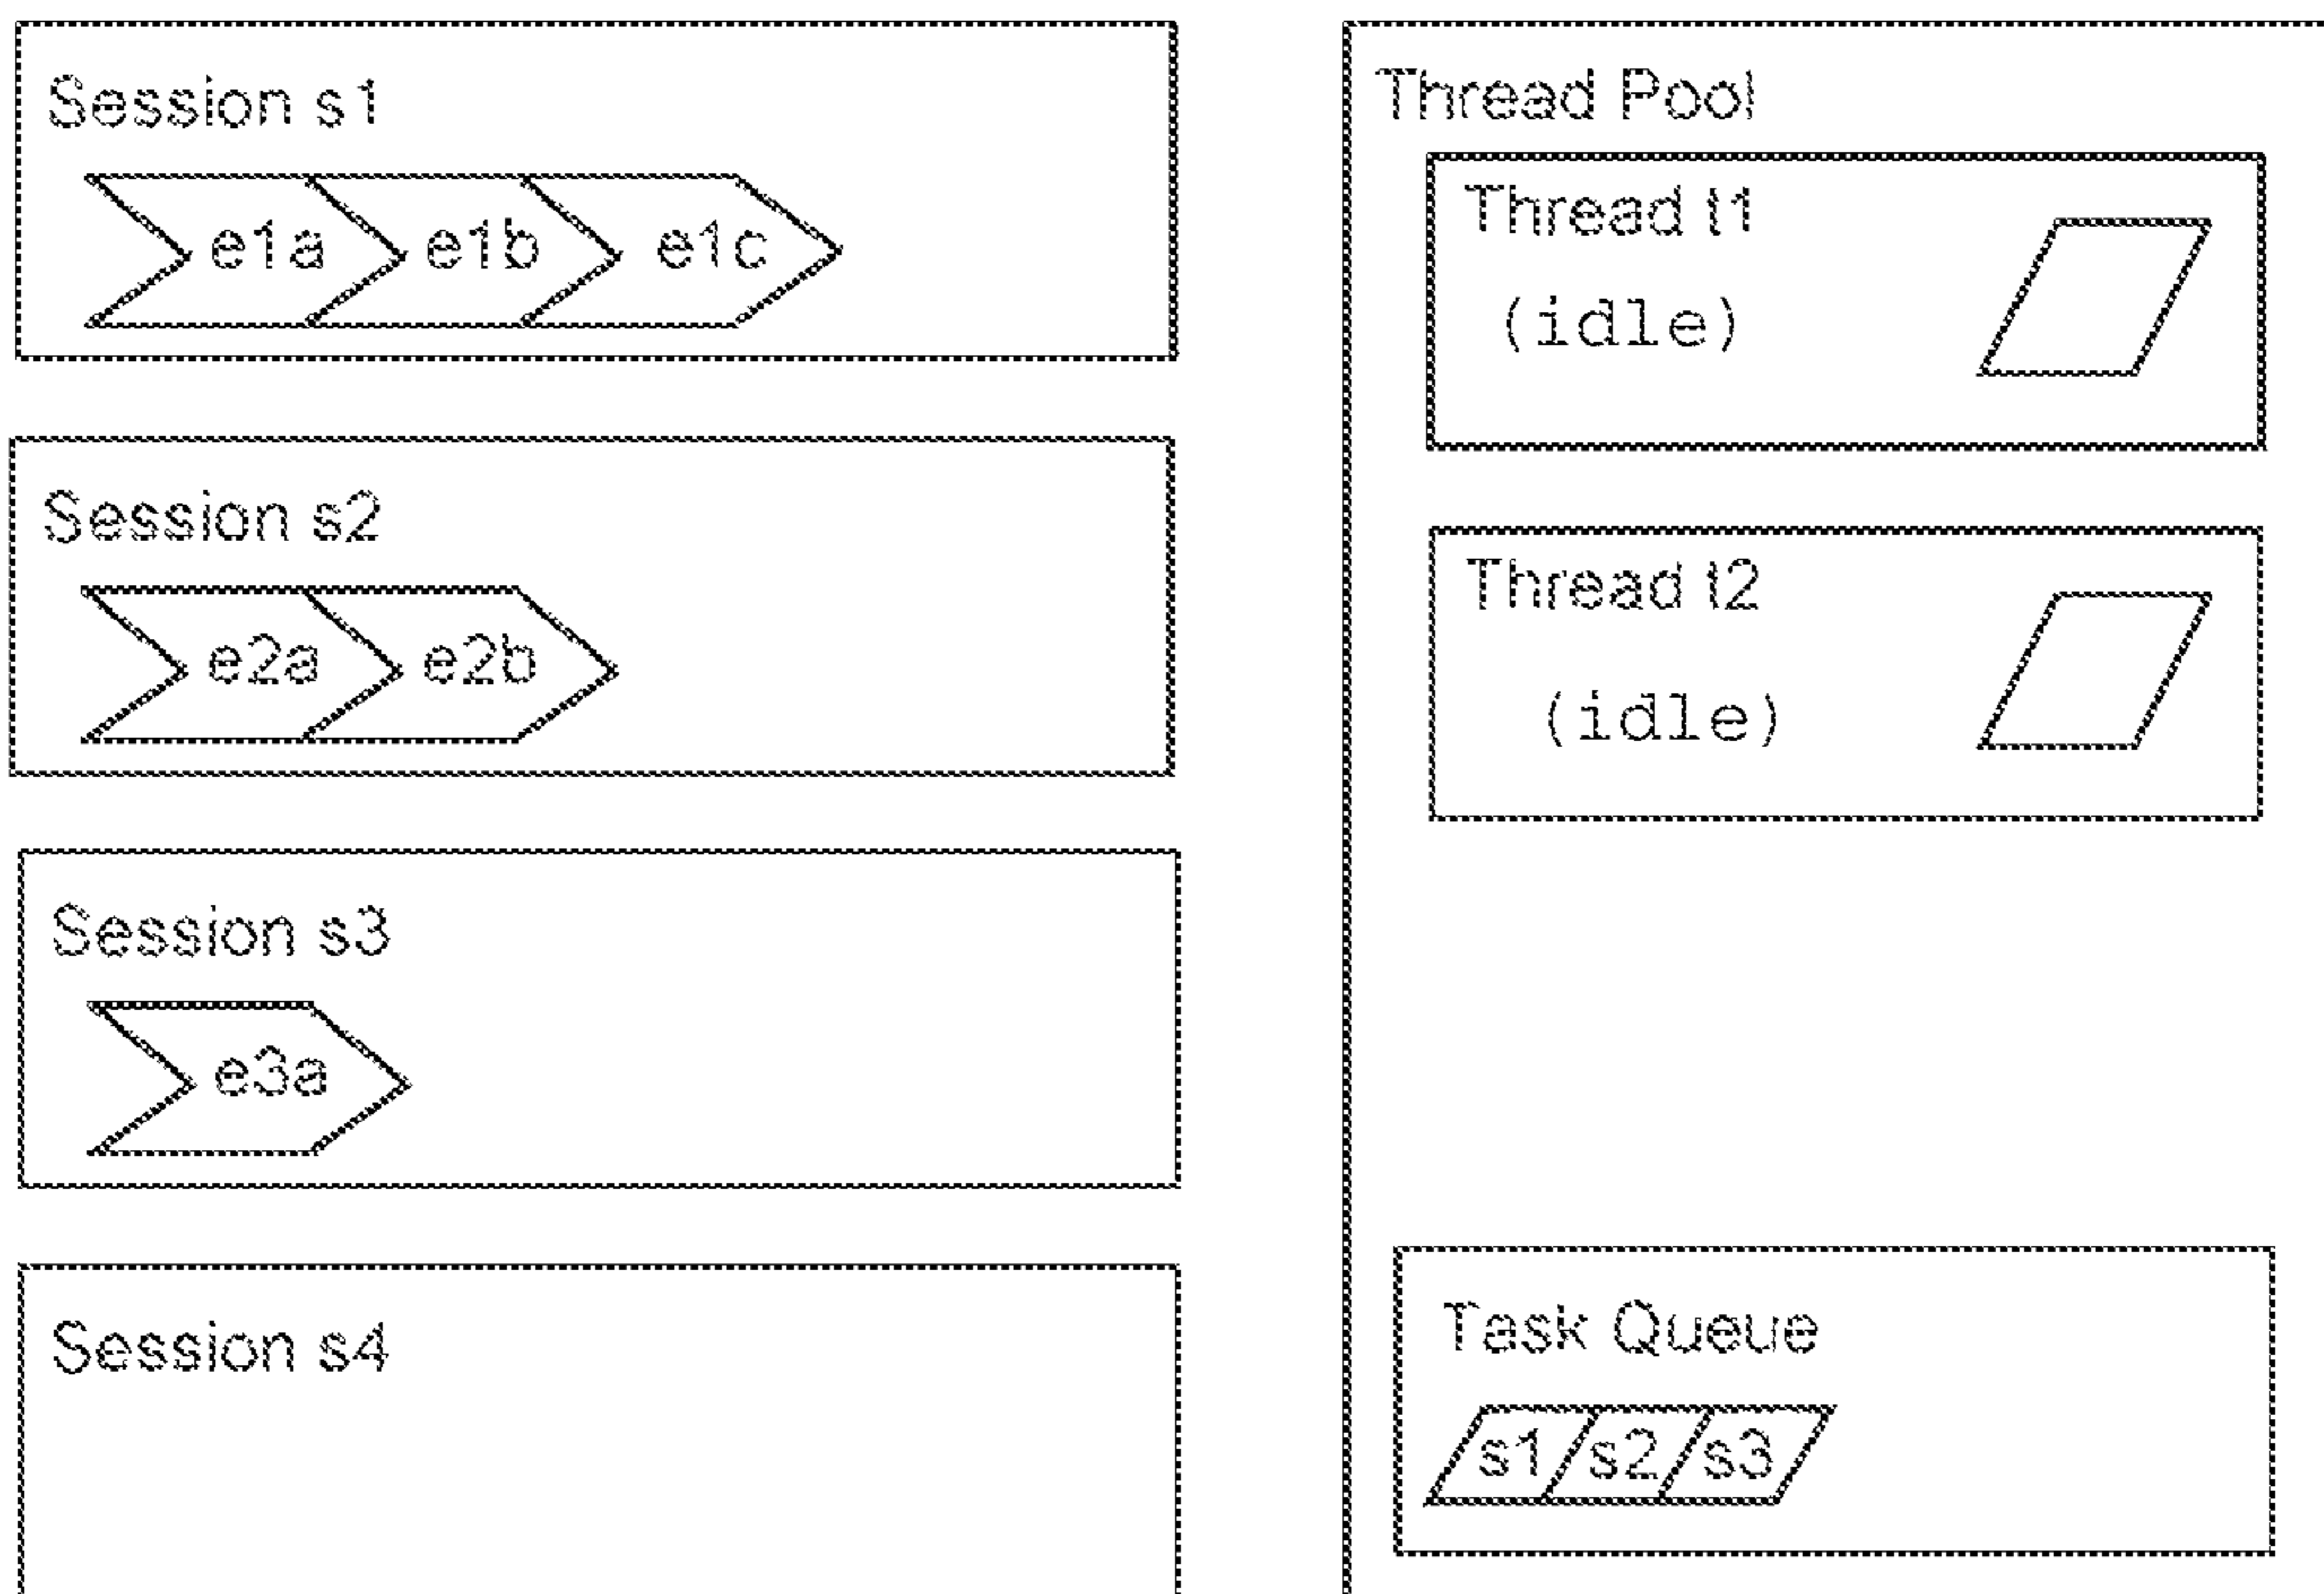 Session s1
e1a e1b e1c
Session s2
e2a e2b
Session s3
e3a
Session s4
Thread Pool
Thread t1
(idle)
Thread t2
(idle)
Task Queue
s1 s2 s3